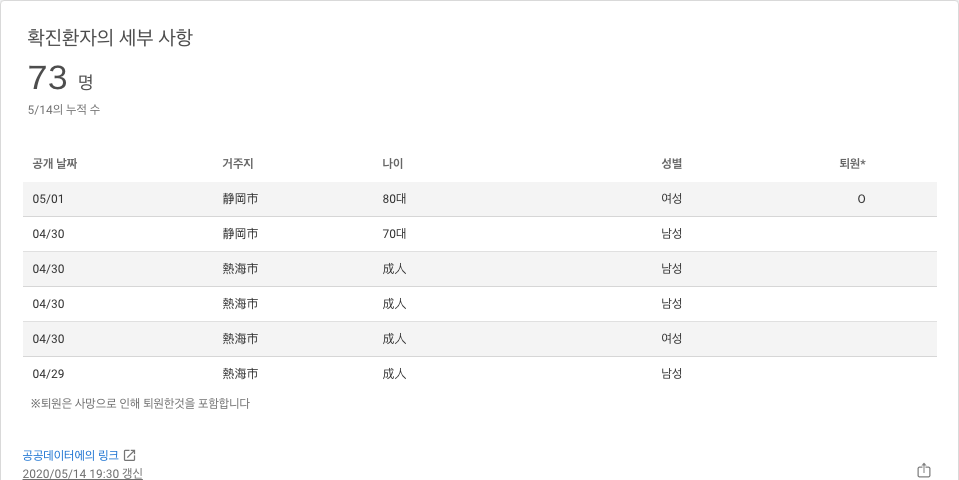 확진환자의 세부 사항
73 명
5/14의 누적 수
공개 날짜 거주지 나이 성별 퇴원*
05/01 静岡市 80대 여성 O
04/30 静岡市 70대 남성
04/30 熱海市 成人 남성
04/30 熱海市 成人 남성
04/30 熱海市 成人 여성
04/29 熱海市 成人 남성
※퇴원은 사망으로 인해 퇴원한것을 포함합니다
공공데이터에의 링크
2020/05/14 19:30 갱신